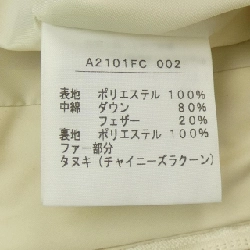 A2101FC 002
表地 ポリエステル 100%
中綿 ダウン 80%
フェザー 20%
裏地 ポリエステル 100%
ファー部分
タヌキ(チャイニーズラクーン)